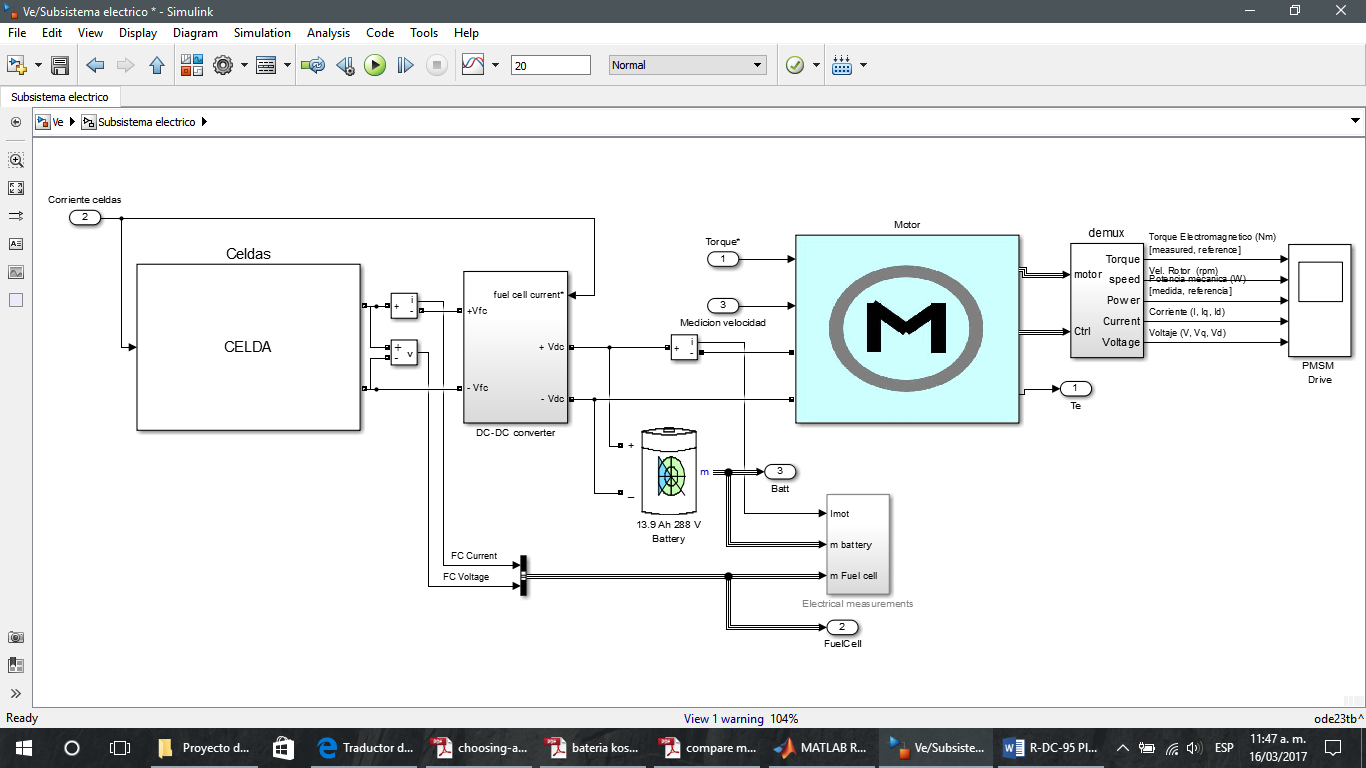 Ve/Subsistema electrico * - Simulink
File Edit View Display Diagram Simulation Analysis Code Tools Help
20
Normal
Subsistema electrico
Ve Subsistema electrico
Corriente celdas
2
Celdas
CELDA
i
+
-
+
-
v
fuel cell current*
+Vfc
- Vfc
+ Vdc
- Vdc
DC-DC converter
Torque*
1
3
Medicion velocidad
i
+
-
Motor
M
demux
motor
Ctrl
Torque
speed
Power
Current
Voltage
Torque Electromagnetico (Nm)
[measured, reference]
Vel. Rotor (rpm)
Potencia mecanica (W)
[medida, referencia]
Corriente (I, Iq, Id)
Voltaje (V, Vq, Vd)
PMSM
Drive
1
Te
+
_
m
13.9 Ah 288 V
Battery
3
Batt
Imot
m battery
m Fuel cell
Electrical measurements
FC Current
FC Voltage
2
FuelCell
Ready
View 1 warning 104%
ode23tb^
Proyecto d...
Traductor d...
choosing-a...
bateria kos...
compare m...
MATLAB R...
Ve/Subsiste...
R-DC-95 Pl...
ESP
11:47 a. m.
16/03/2017